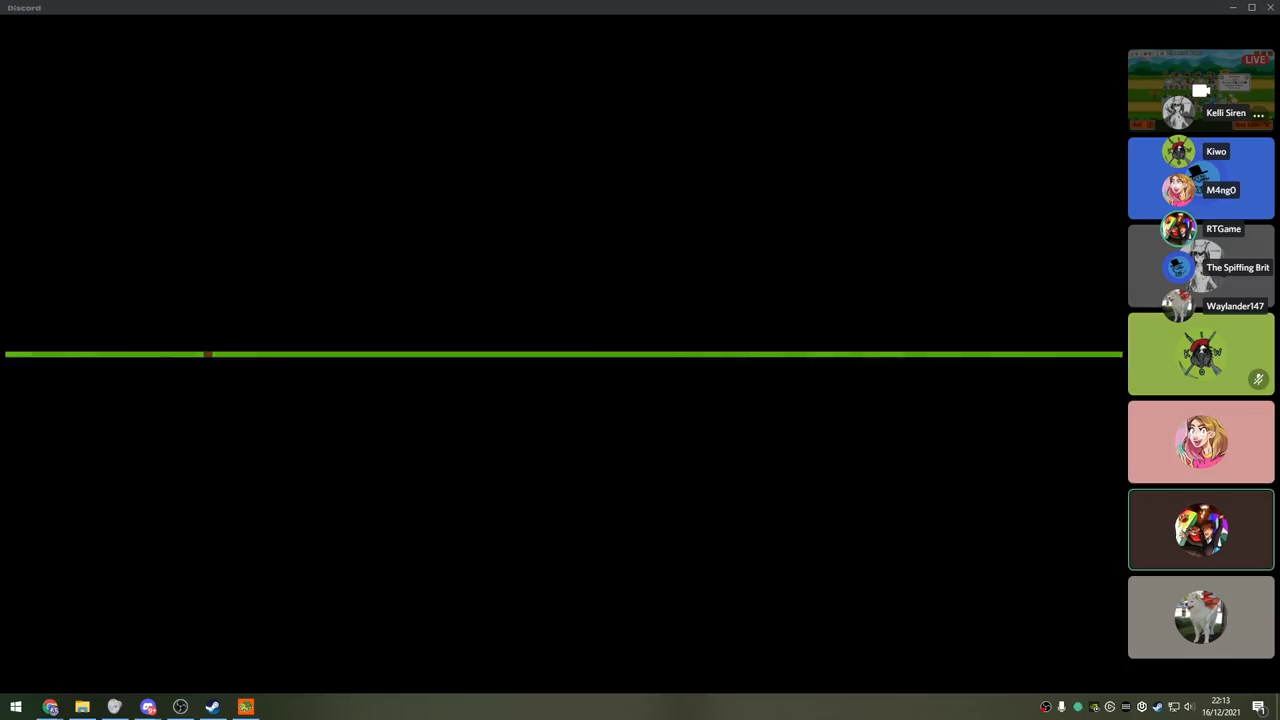 Discord
LIVE
Kelli Siren
Kiwo
M4ng0
RTGame
The Spiffing Brit
Waylander147
22:13
16/12/2021